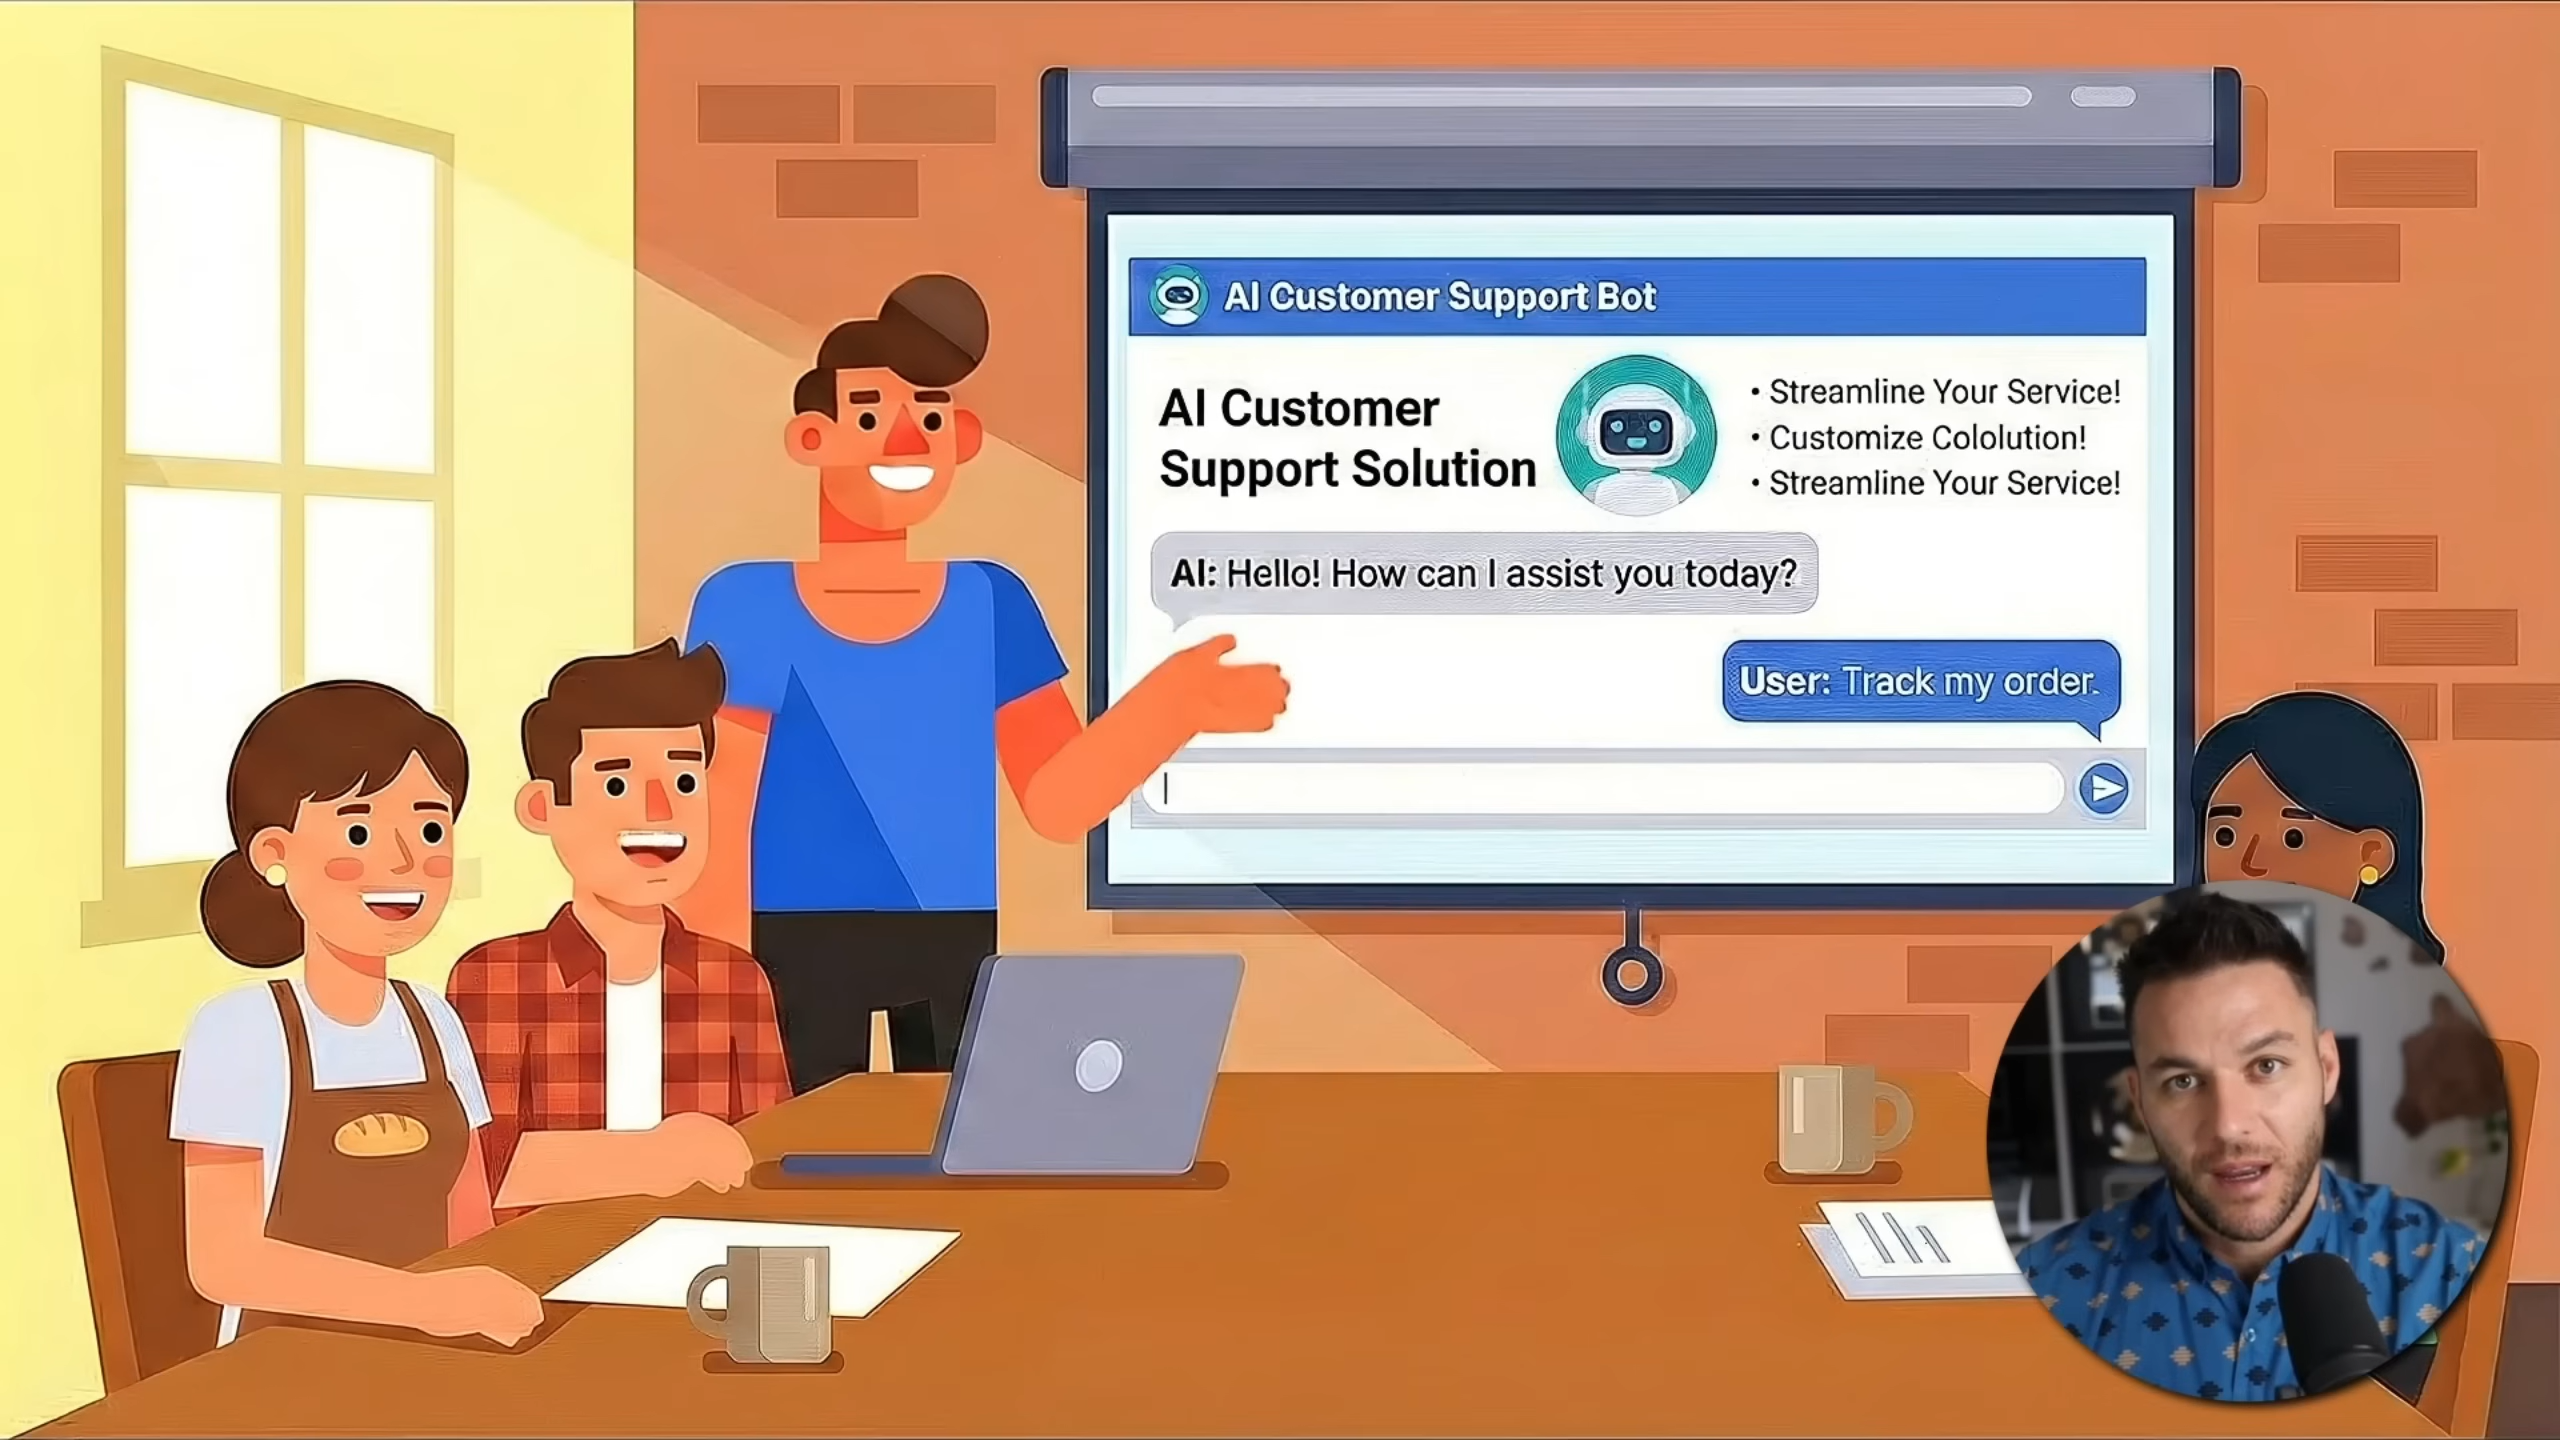 AI Customer Support Bot
AI Customer
Support Solution
• Streamline Your Service!
• Customize Cololution!
• Streamline Your Service!
AI: Hello! How can I assist you today?
User: Track my order.